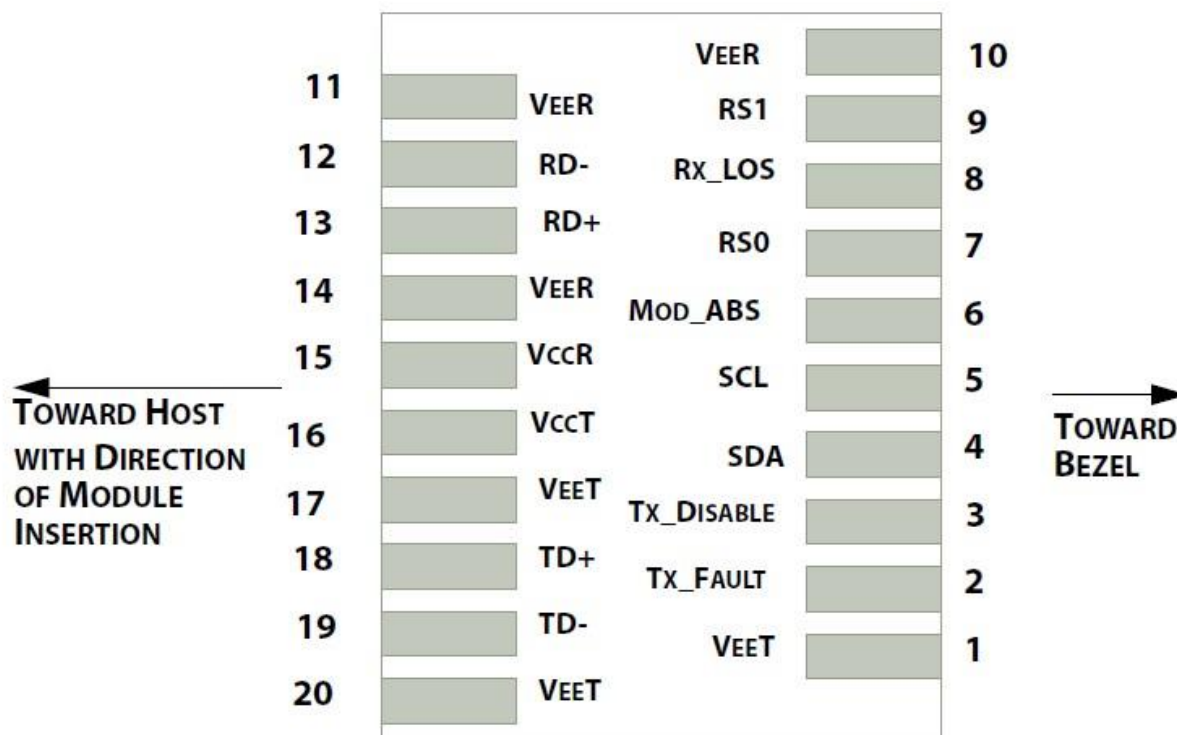 11 VEER
12 RD-
13 RD+
14 VEER
15 VCCR
16 VCCT
17 VEET
18 TD+
19 TD-
20 VEET
VEER 10
RS1 9
RX_LOS 8
RS0 7
MOD_ABS 6
SCL 5
SDA 4
TX_DISABLE 3
TX_FAULT 2
VEET 1
TOWARD HOST
WITH DIRECTION
OF MODULE
INSERTION
TOWARD
BEZEL